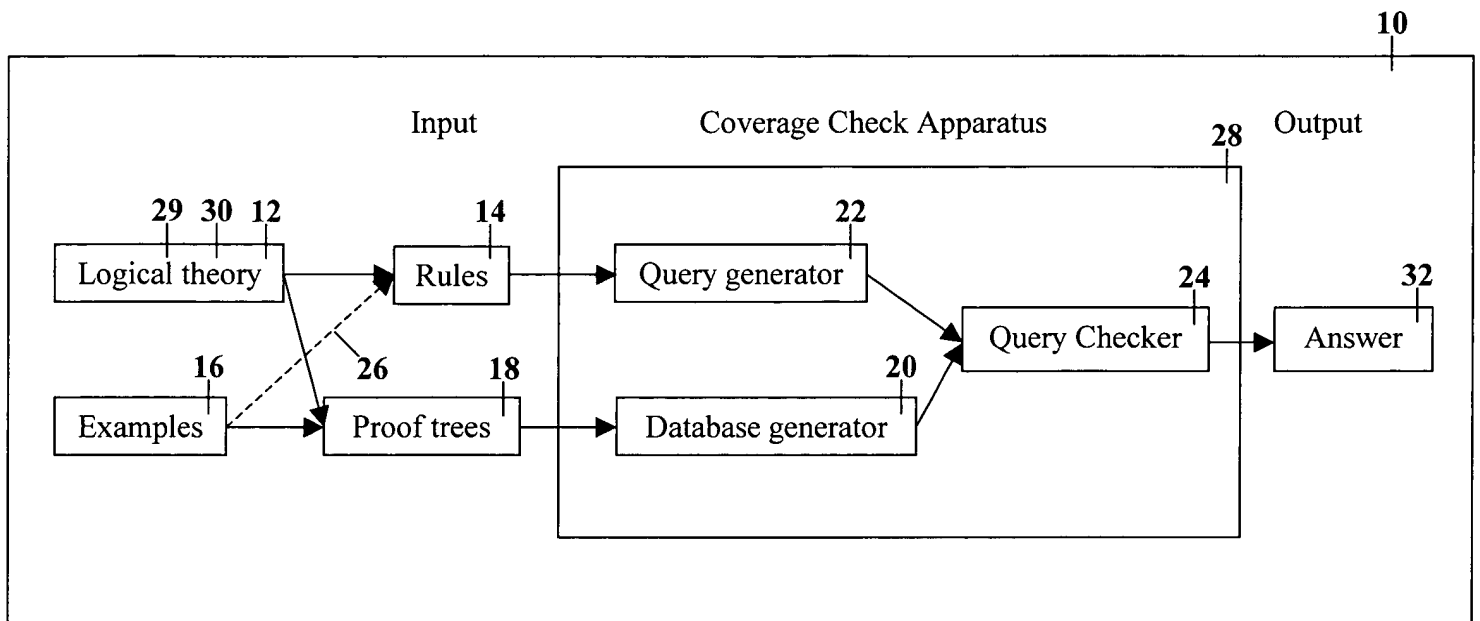 10
Input Coverage Check Apparatus Output
28
29 30 12 14 22
Logical theory Rules Query generator
24 32
Query Checker Answer
16 26 18 20
Examples Proof trees Database generator